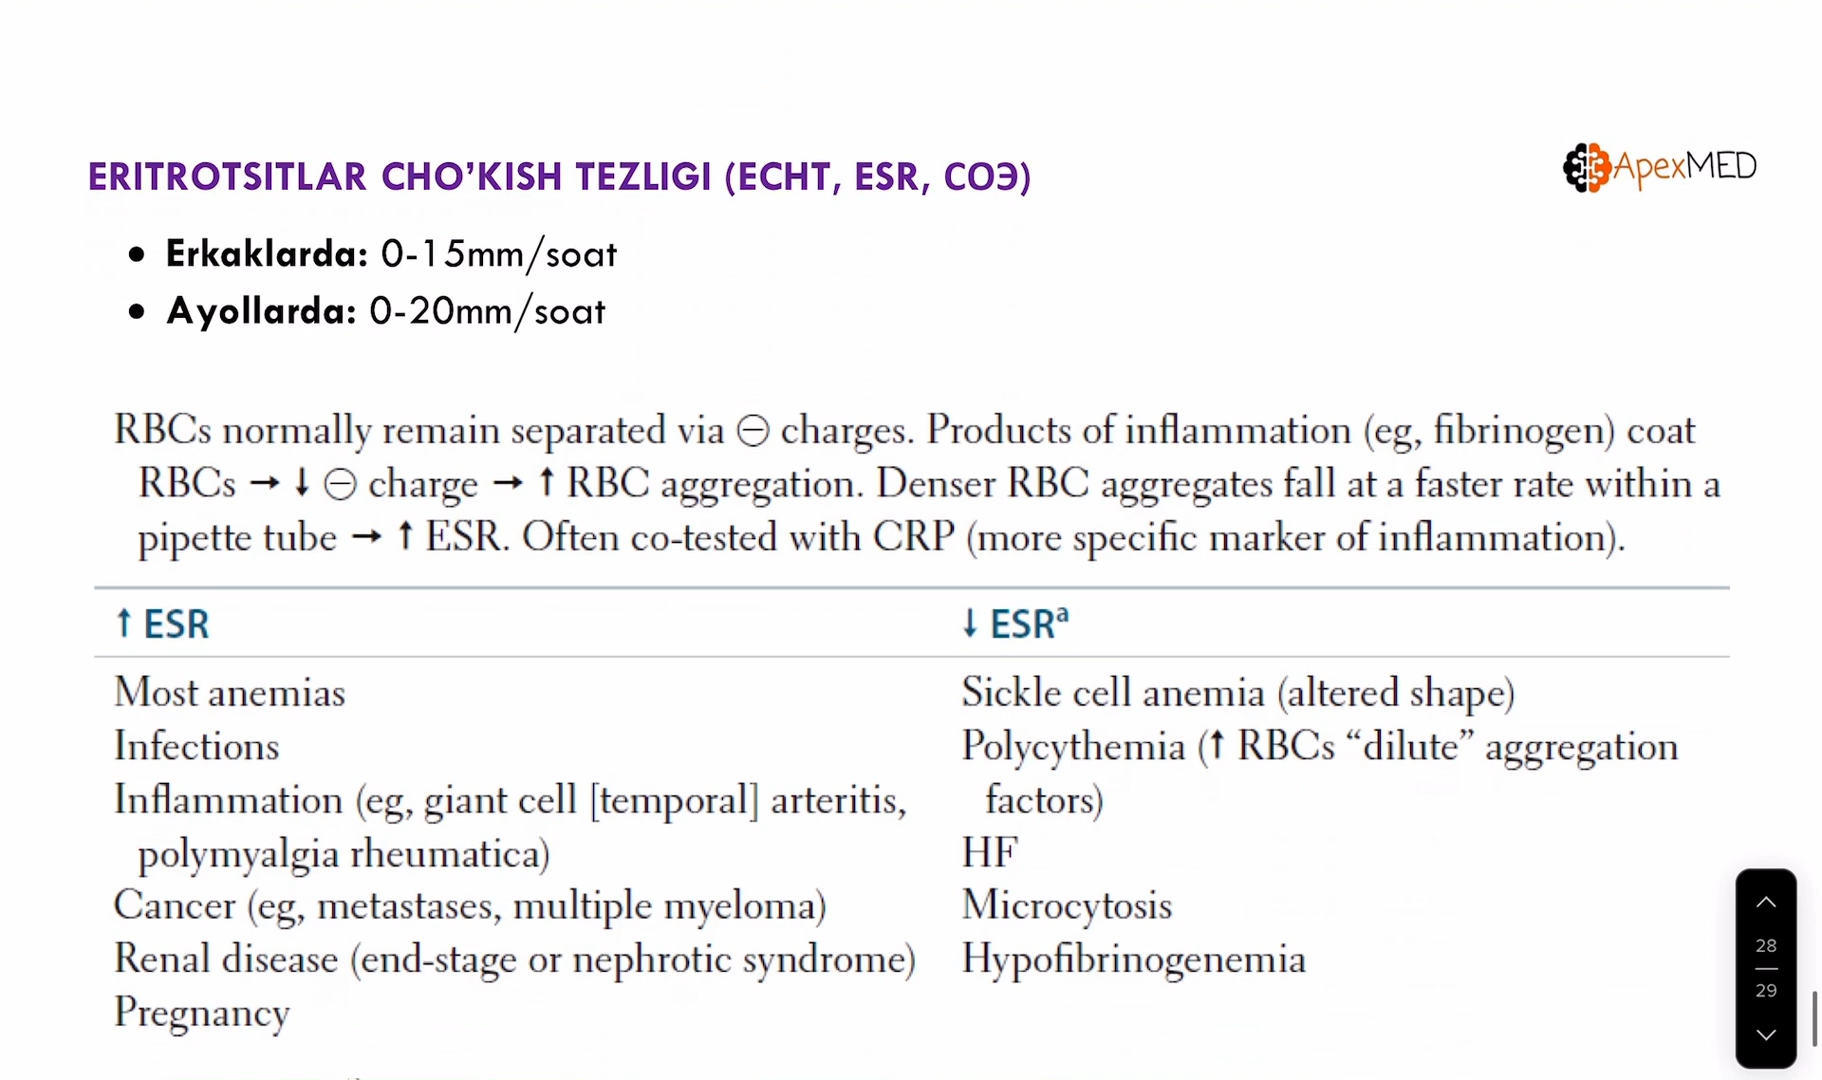 ERITROTSITLAR CHO’KISH TEZLIGI (ECHT, ESR, СОЭ)
ApexMED
• Erkaklarda: 0-15mm/soat
• Ayollarda: 0-20mm/soat
RBCs normally remain separated via ⊖ charges. Products of inflammation (eg, fibrinogen) coat
RBCs → ↓ ⊖ charge → ↑ RBC aggregation. Denser RBC aggregates fall at a faster rate within a
pipette tube → ↑ ESR. Often co-tested with CRP (more specific marker of inflammation).
↑ ESR
Most anemias
Infections
Inflammation (eg, giant cell [temporal] arteritis,
polymyalgia rheumatica)
Cancer (eg, metastases, multiple myeloma)
Renal disease (end-stage or nephrotic syndrome)
Pregnancy
↓ ESRª
Sickle cell anemia (altered shape)
Polycythemia (↑ RBCs “dilute” aggregation
factors)
HF
Microcytosis
Hypofibrinogenemia
28
29